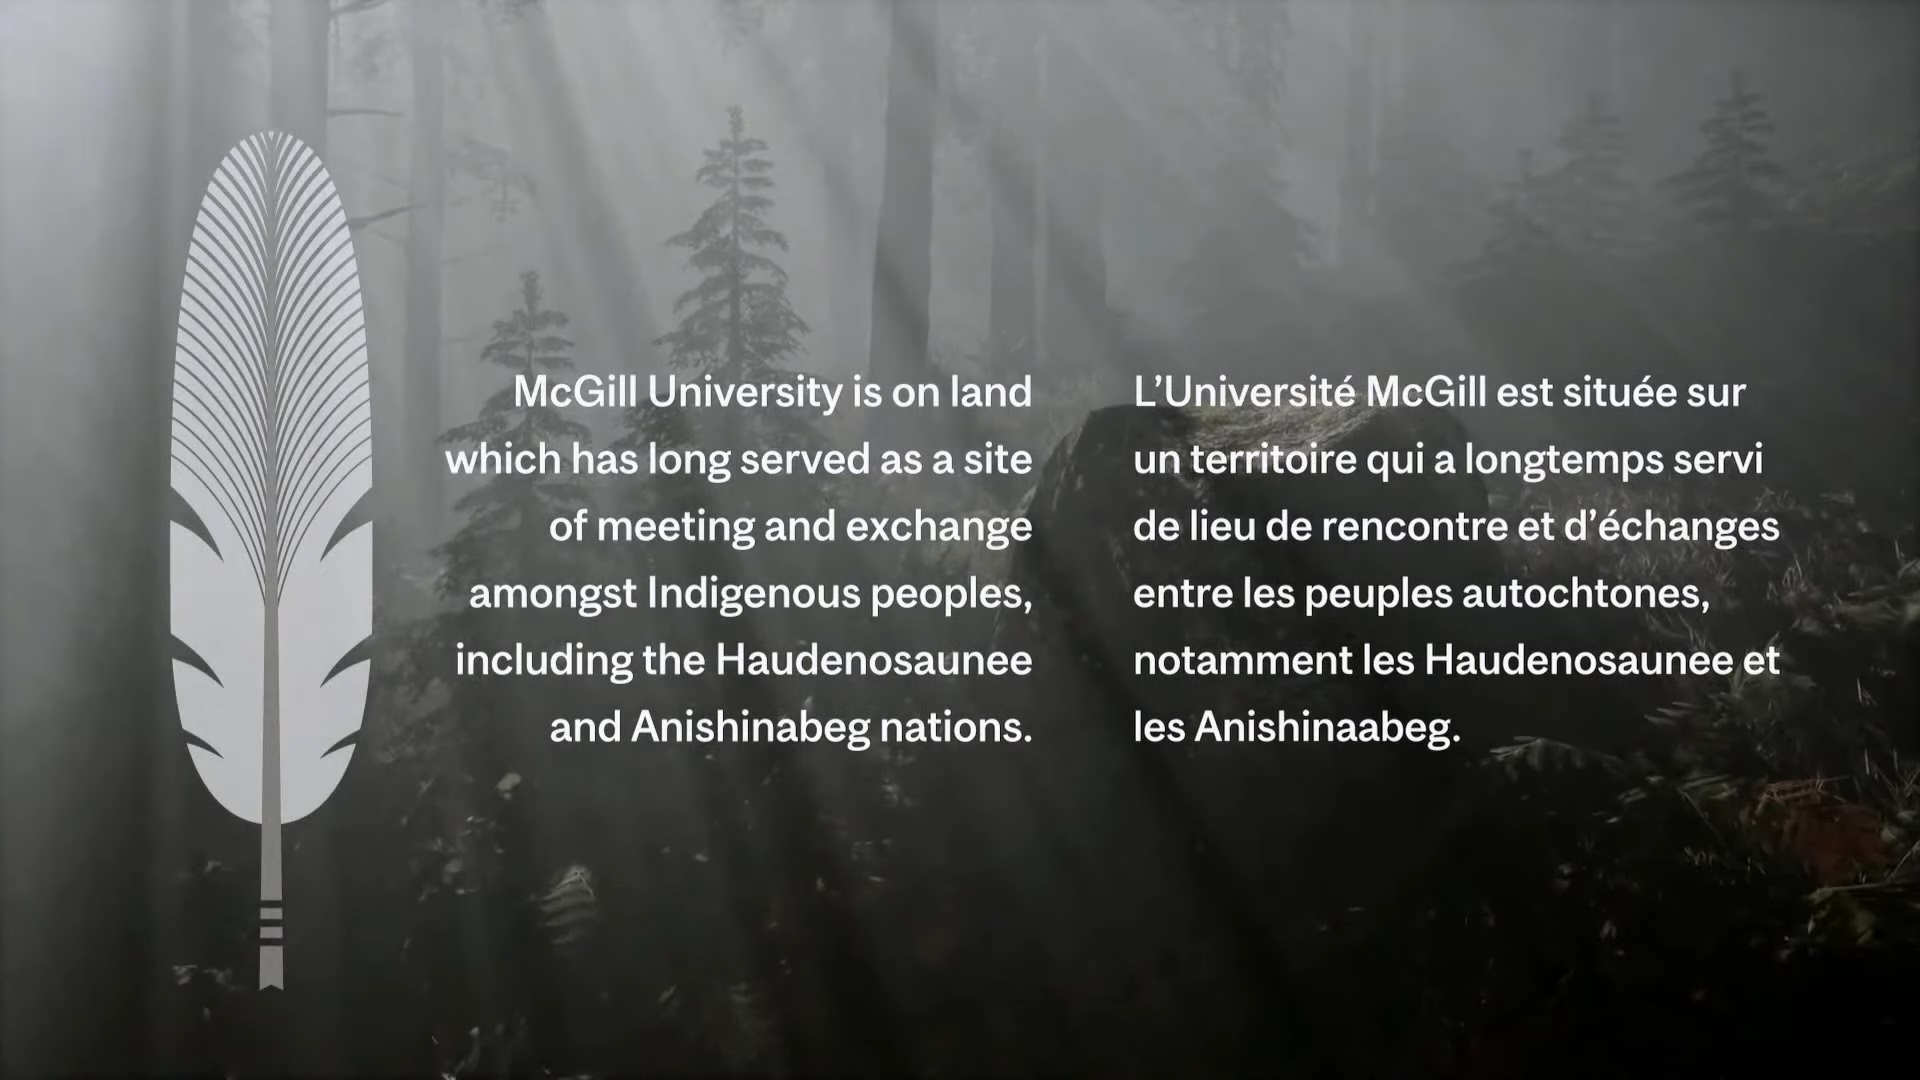 McGill University is on land
which has long served as a site
of meeting and exchange
amongst Indigenous peoples,
including the Haudenosaunee
and Anishinabeg nations.
L’Université McGill est située sur
un territoire qui a longtemps servi
de lieu de rencontre et d’échanges
entre les peuples autochtones,
notamment les Haudenosaunee et
les Anishinaabeg.